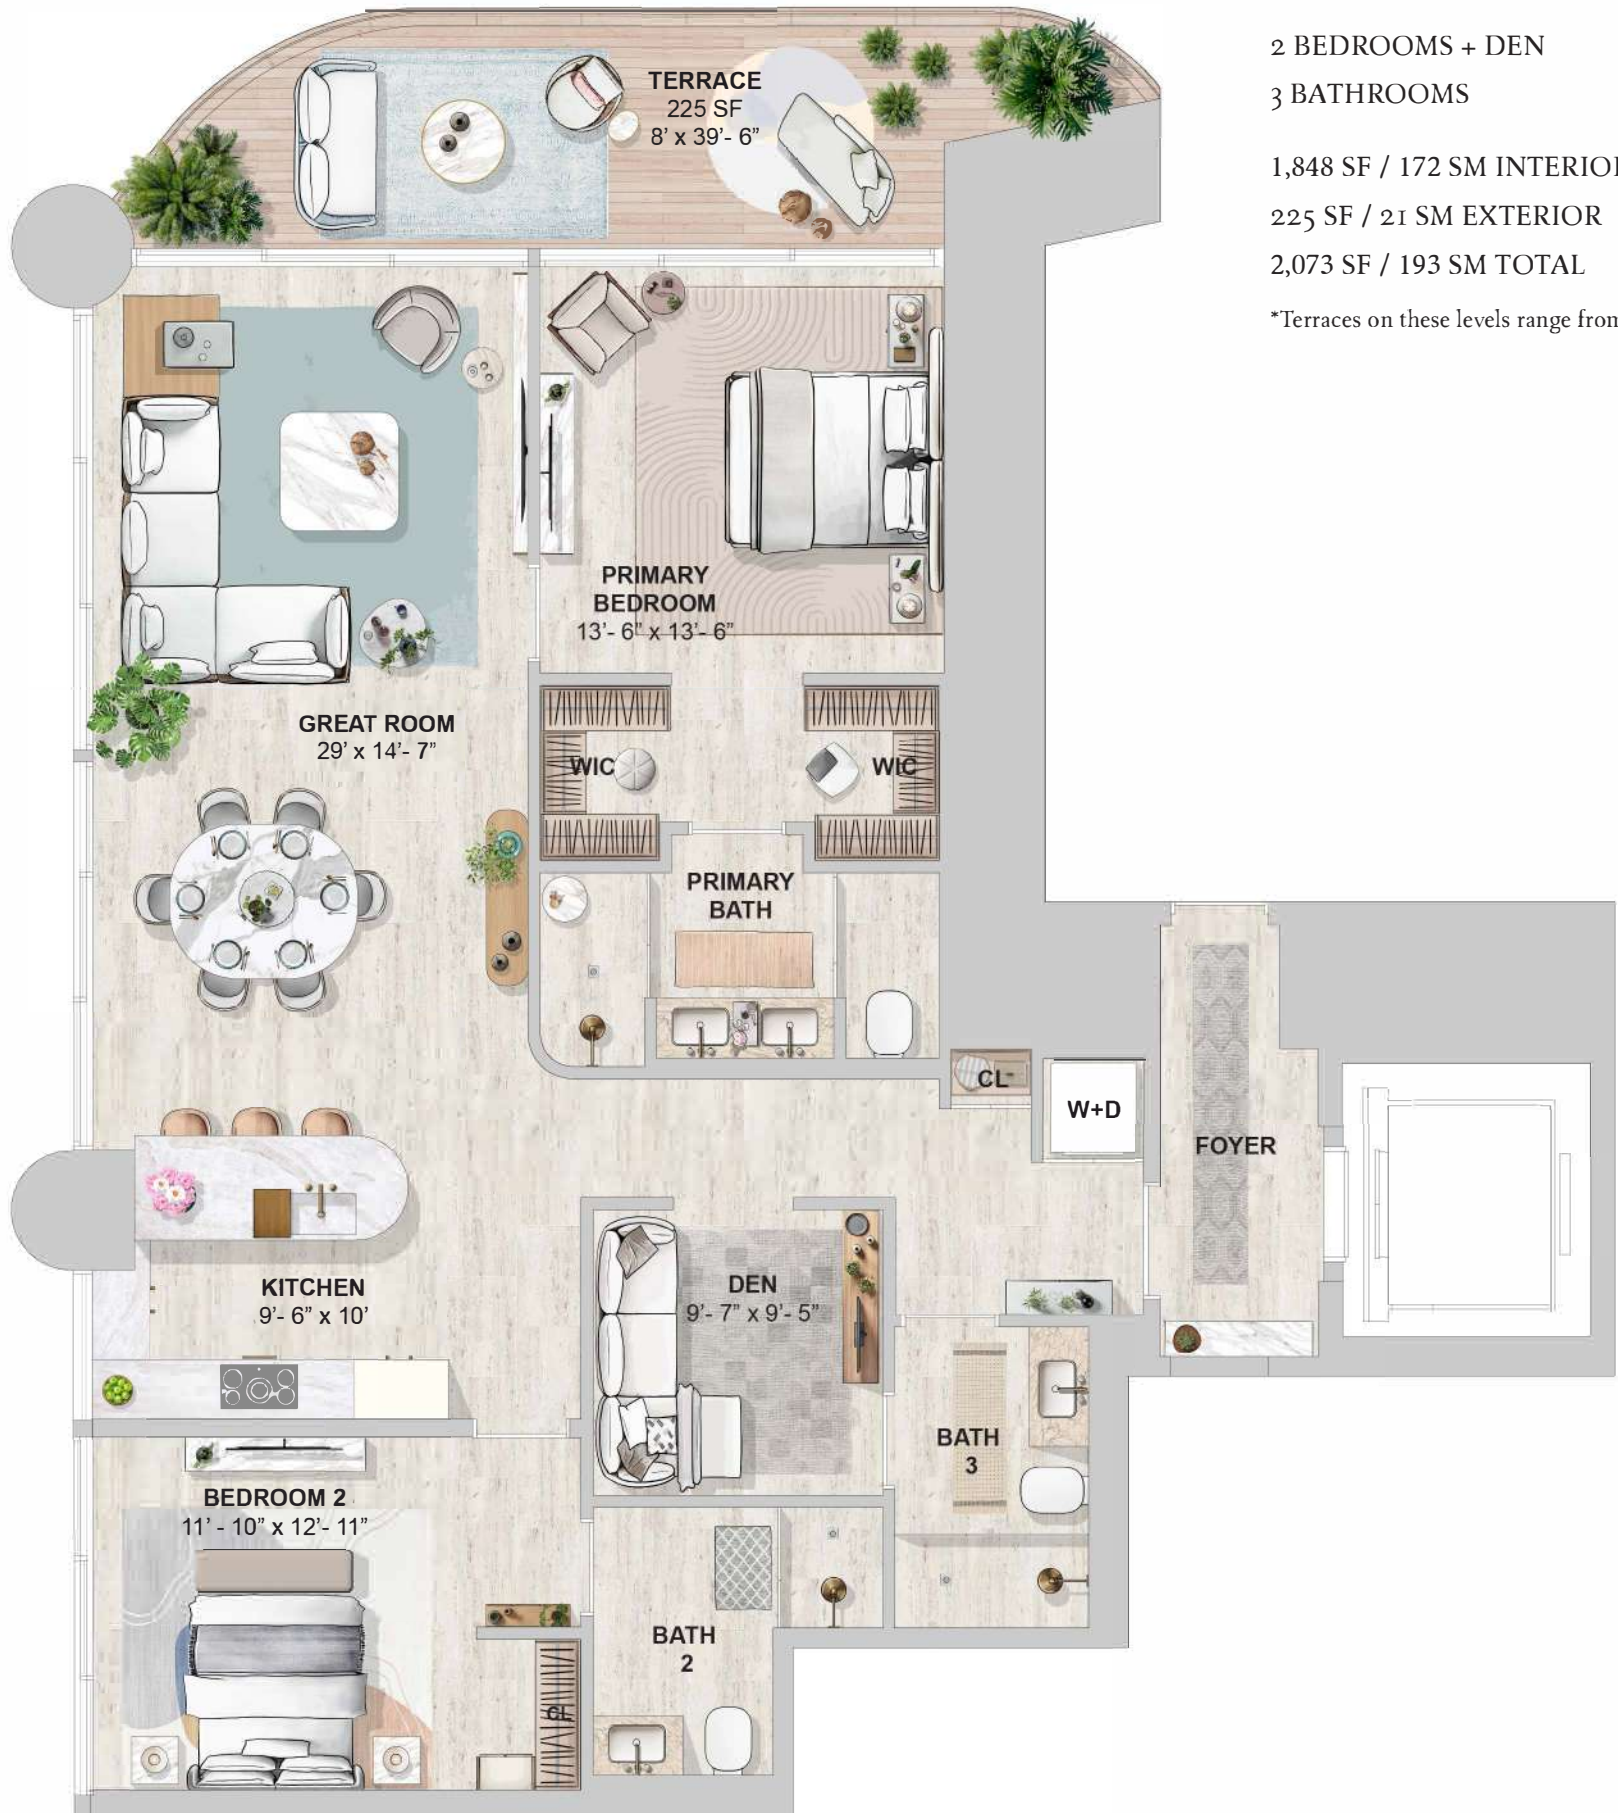 2 BEDROOMS + DEN
3 BATHROOMS
1,848 SF / 172 SM INTERIOR
225 SF / 21 SM EXTERIOR
2,073 SF / 193 SM TOTAL
*Terraces on these levels range from
TERRACE
225 SF
8’ x 39’- 6”
PRIMARY
BEDROOM
13’- 6” x 13’- 6”
GREAT ROOM
29’ x 14’- 7”
WIC
WIC
PRIMARY
BATH
CL
W+D
FOYER
KITCHEN
9’- 6” x 10’
DEN
9’- 7” x 9’- 5”
BATH
3
BEDROOM 2
11’ - 10” x 12’- 11”
BATH
2
CL